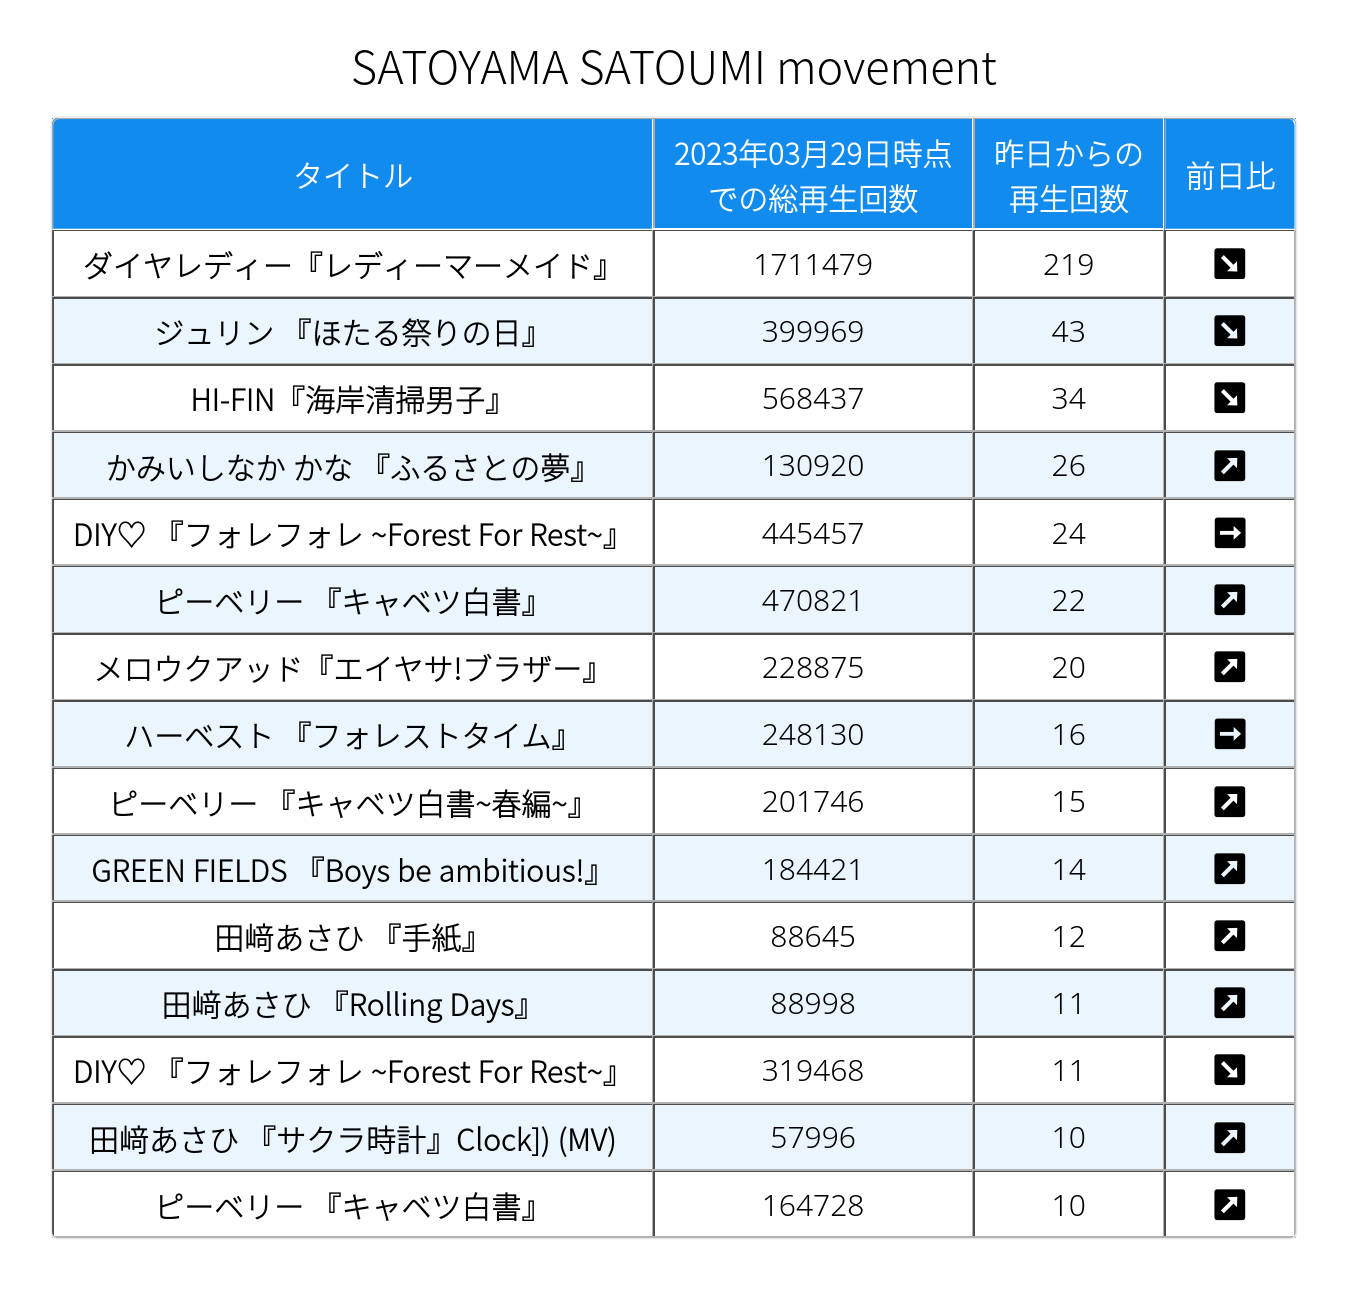 SATOYAMA SATOUMI movement
タイトル 2023年03月29日時点での総再生回数 昨日からの再生回数 前日比
ダイヤレディー『レディーマーメイド』 1711479 219 ↘
ジュリン 『ほたる祭りの日』 399969 43 ↘
HI-FIN『海岸清掃男子』 568437 34 ↘
かみいしなか かな 『ふるさとの夢』 130920 26 ↗
DIY♡ 『フォレフォレ ~Forest For Rest~』 445457 24 →
ピーベリー 『キャベツ白書』 470821 22 ↗
メロウクアッド『エイヤサ!ブラザー』 228875 20 ↗
ハーベスト 『フォレストタイム』 248130 16 →
ピーベリー 『キャベツ白書~春編~』 201746 15 ↗
GREEN FIELDS 『Boys be ambitious!』 184421 14 ↗
田﨑あさひ 『手紙』 88645 12 ↗
田﨑あさひ 『Rolling Days』 88998 11 ↗
DIY♡ 『フォレフォレ ~Forest For Rest~』 319468 11 ↘
田﨑あさひ 『サクラ時計』Clock]) (MV) 57996 10 ↗
ピーベリー 『キャベツ白書』 164728 10 ↗